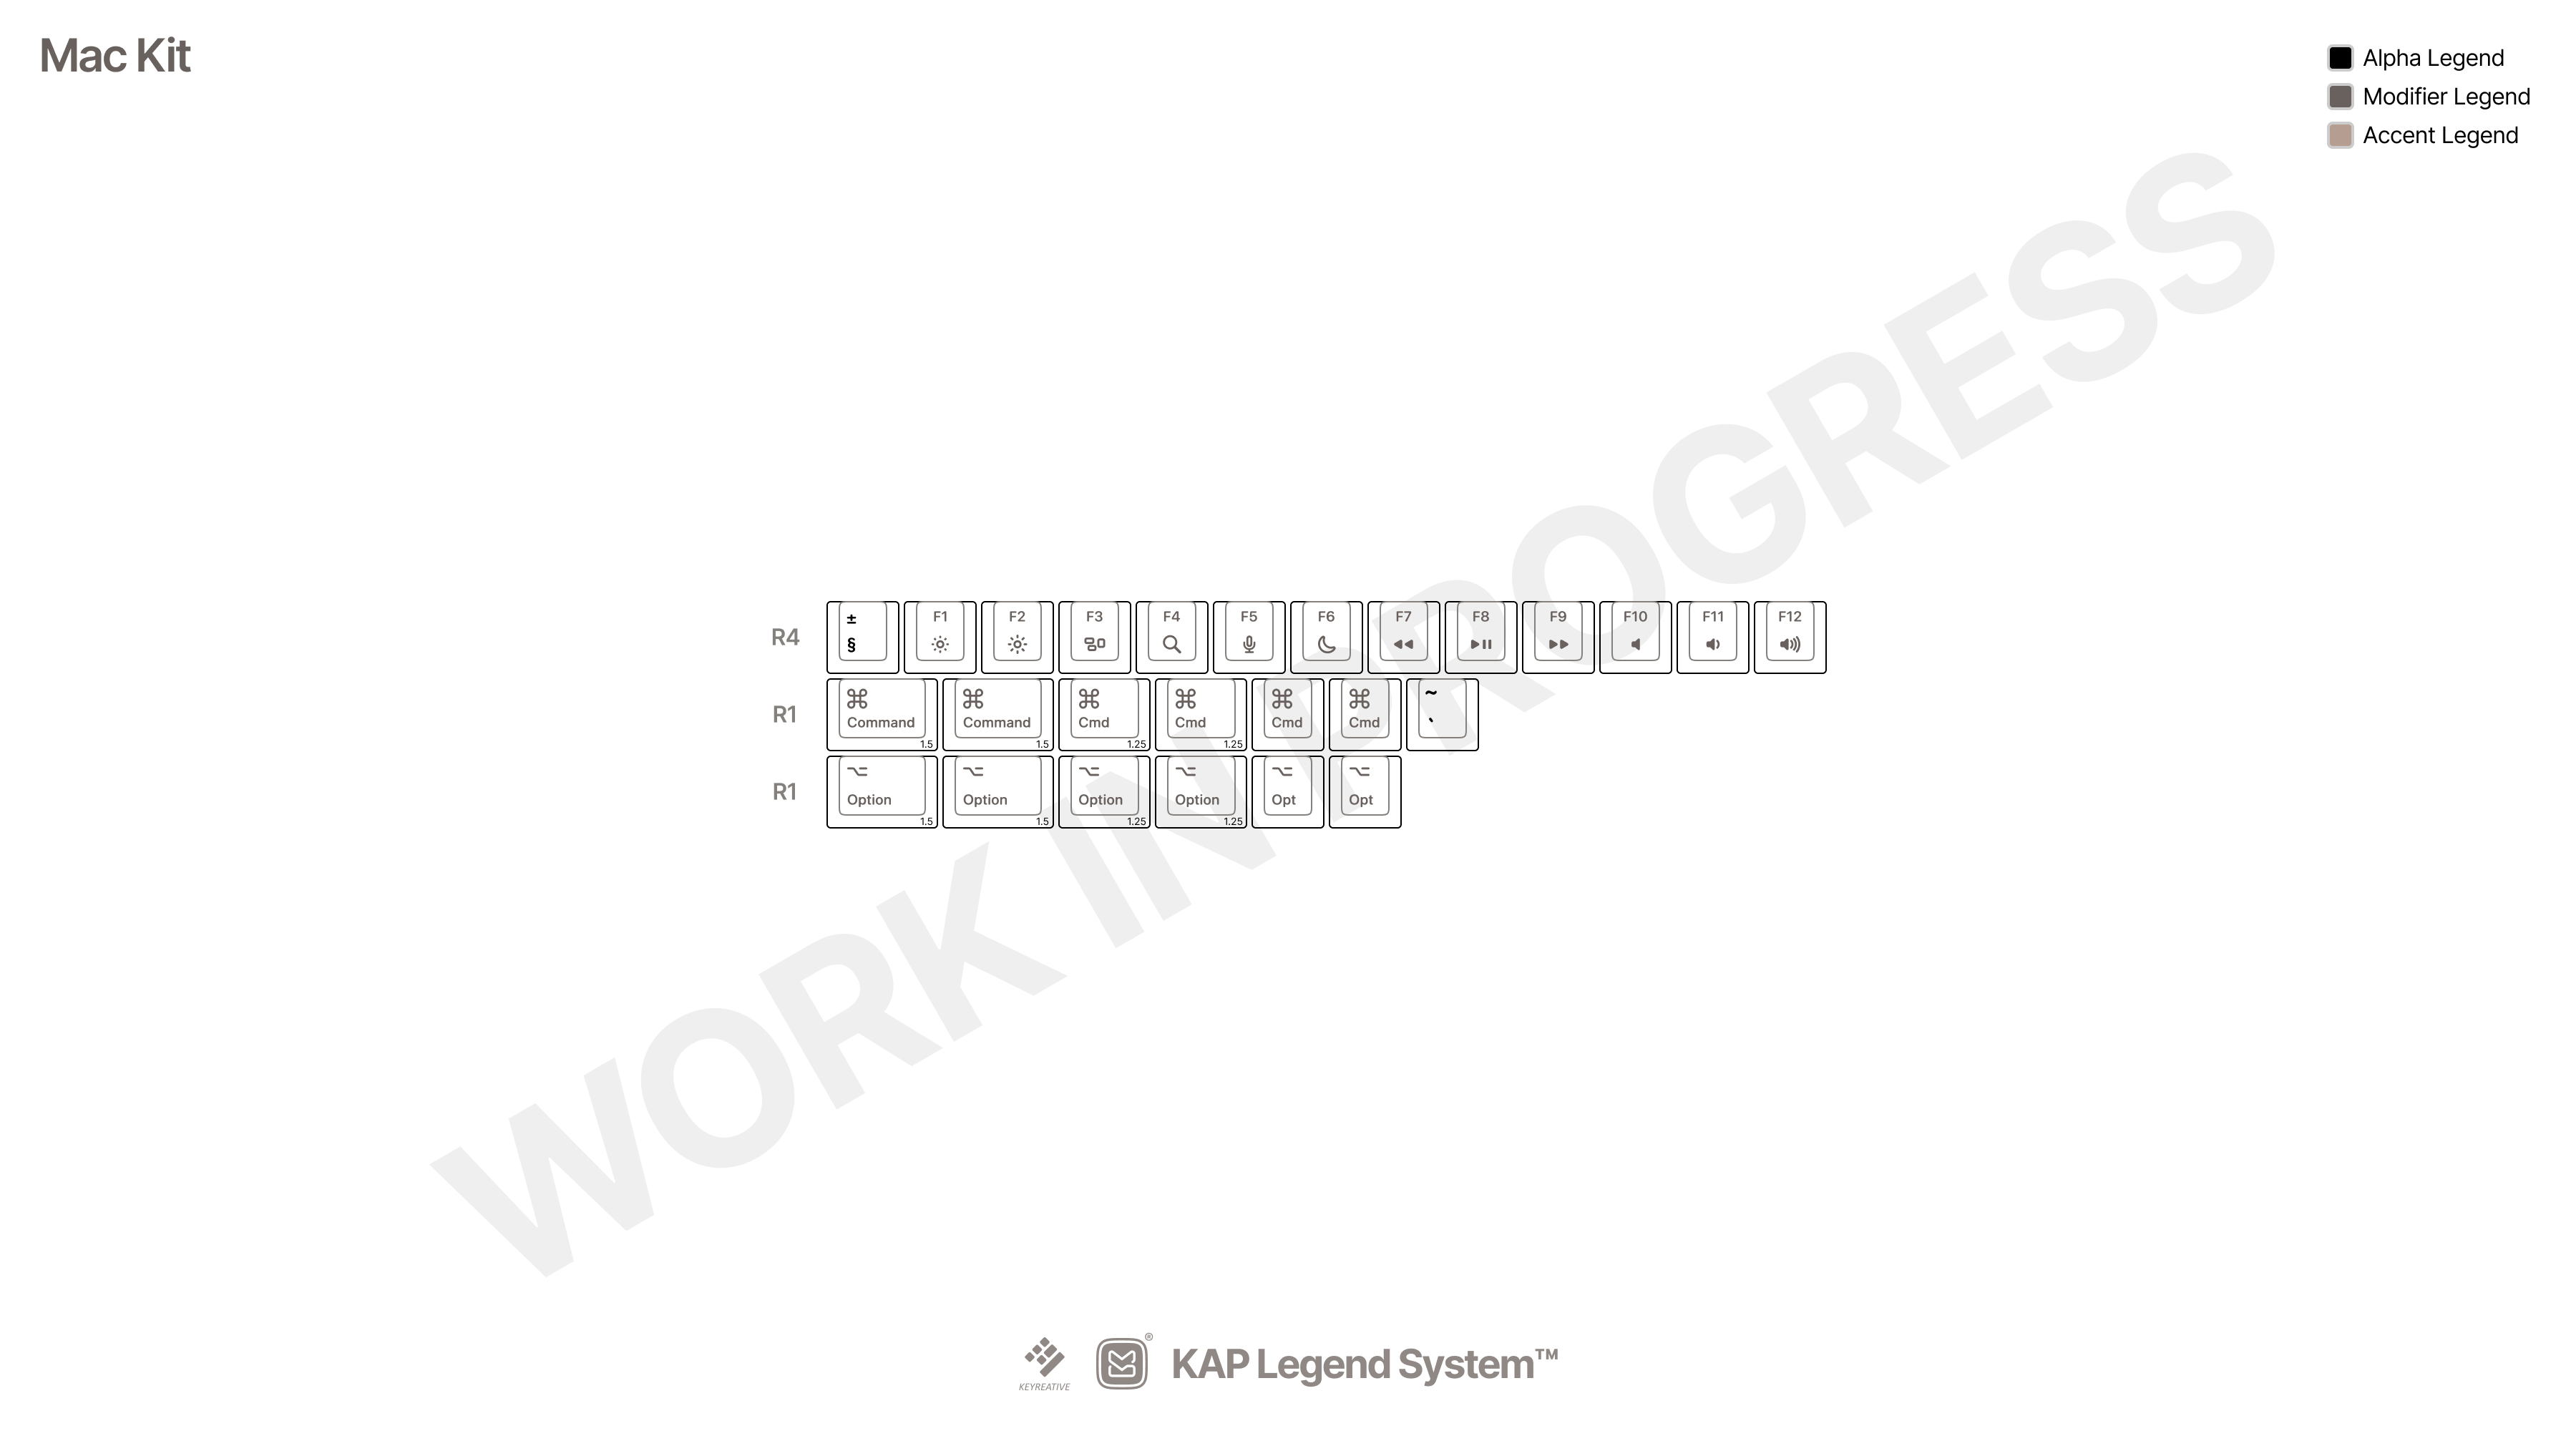 Mac Kit
Alpha Legend
Modifier Legend
Accent Legend
R4 ± § F1 F2 F3 F4 F5 F6 F7 F8 F9 F10 F11 F12
R1 ⌘ Command 1.5 ⌘ Command 1.5 ⌘ Cmd 1.25 ⌘ Cmd 1.25 ⌘ Cmd ⌘ Cmd ~ `
R1 ⌥ Option 1.5 ⌥ Option 1.5 ⌥ Option 1.25 ⌥ Option 1.25 ⌥ Opt ⌥ Opt
WORK IN PROGRESS
KEYREATIVE ® KAP Legend System™